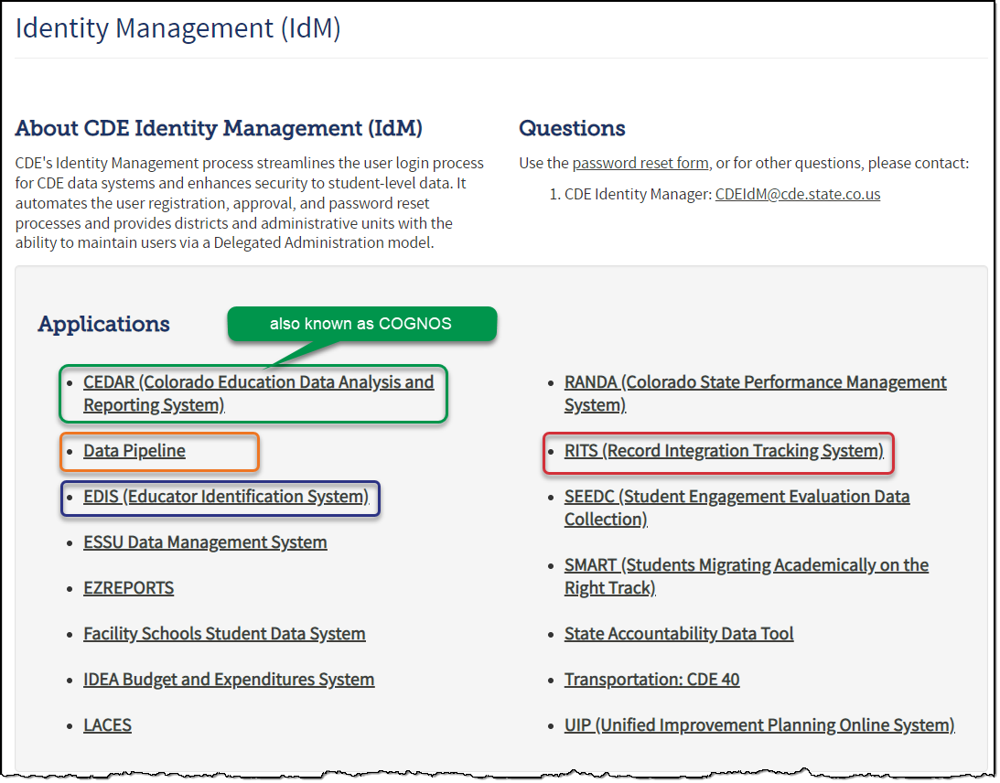 Identity Management (IdM)
About CDE Identity Management (IdM)
CDE's Identity Management process streamlines the user login process
for CDE data systems and enhances security to student-level data. It
automates the user registration, approval, and password reset
processes and provides districts and administrative units with the
ability to maintain users via a Delegated Administration model.
Questions
Use the password reset form, or for other questions, please contact:
1. CDE Identity Manager: CDEIdM@cde.state.co.us
Applications
also known as COGNOS
• CEDAR (Colorado Education Data Analysis and
Reporting System)
• Data Pipeline
• EDIS (Educator Identification System)
• ESSU Data Management System
• EZREPORTS
• Facility Schools Student Data System
• IDEA Budget and Expenditures System
• LACES
• RANDA (Colorado State Performance Management
System)
• RITS (Record Integration Tracking System)
• SEEDC (Student Engagement Evaluation Data
Collection)
• SMART (Students Migrating Academically on the
Right Track)
• State Accountability Data Tool
• Transportation: CDE 40
• UIP (Unified Improvement Planning Online System)